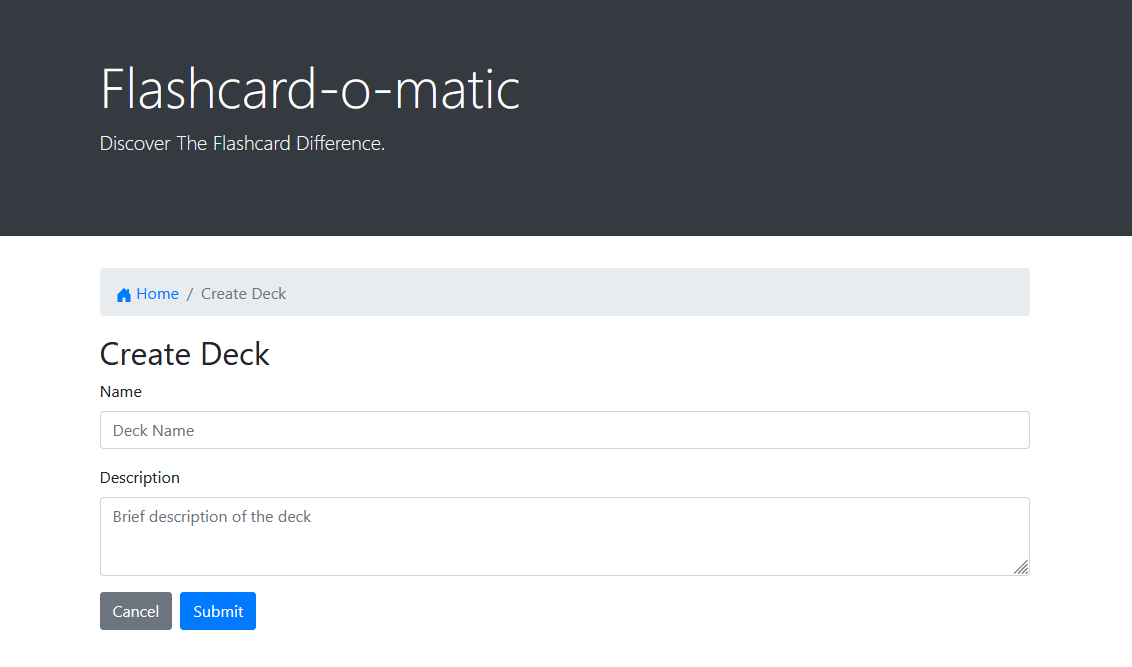 Flashcard-o-matic
Discover The Flashcard Difference.
Home / Create Deck
Create Deck
Name
Deck Name
Description
Brief description of the deck
Cancel Submit